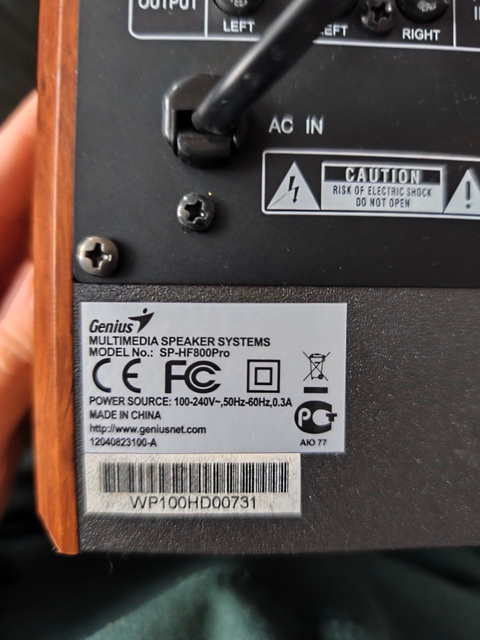 OUTPUT
LEFT
LEFT
RIGHT
AC IN
CAUTION
RISK OF ELECTRIC SHOCK
DO NOT OPEN
!
Genius
MULTIMEDIA SPEAKER SYSTEMS
MODEL No.: SP-HF800Pro
CE FC
POWER SOURCE: 100-240V~,50Hz-60Hz,0.3A
MADE IN CHINA
http://www.geniusnet.com
12040823100-A
PCT
АЮ 77
WP100HD00731